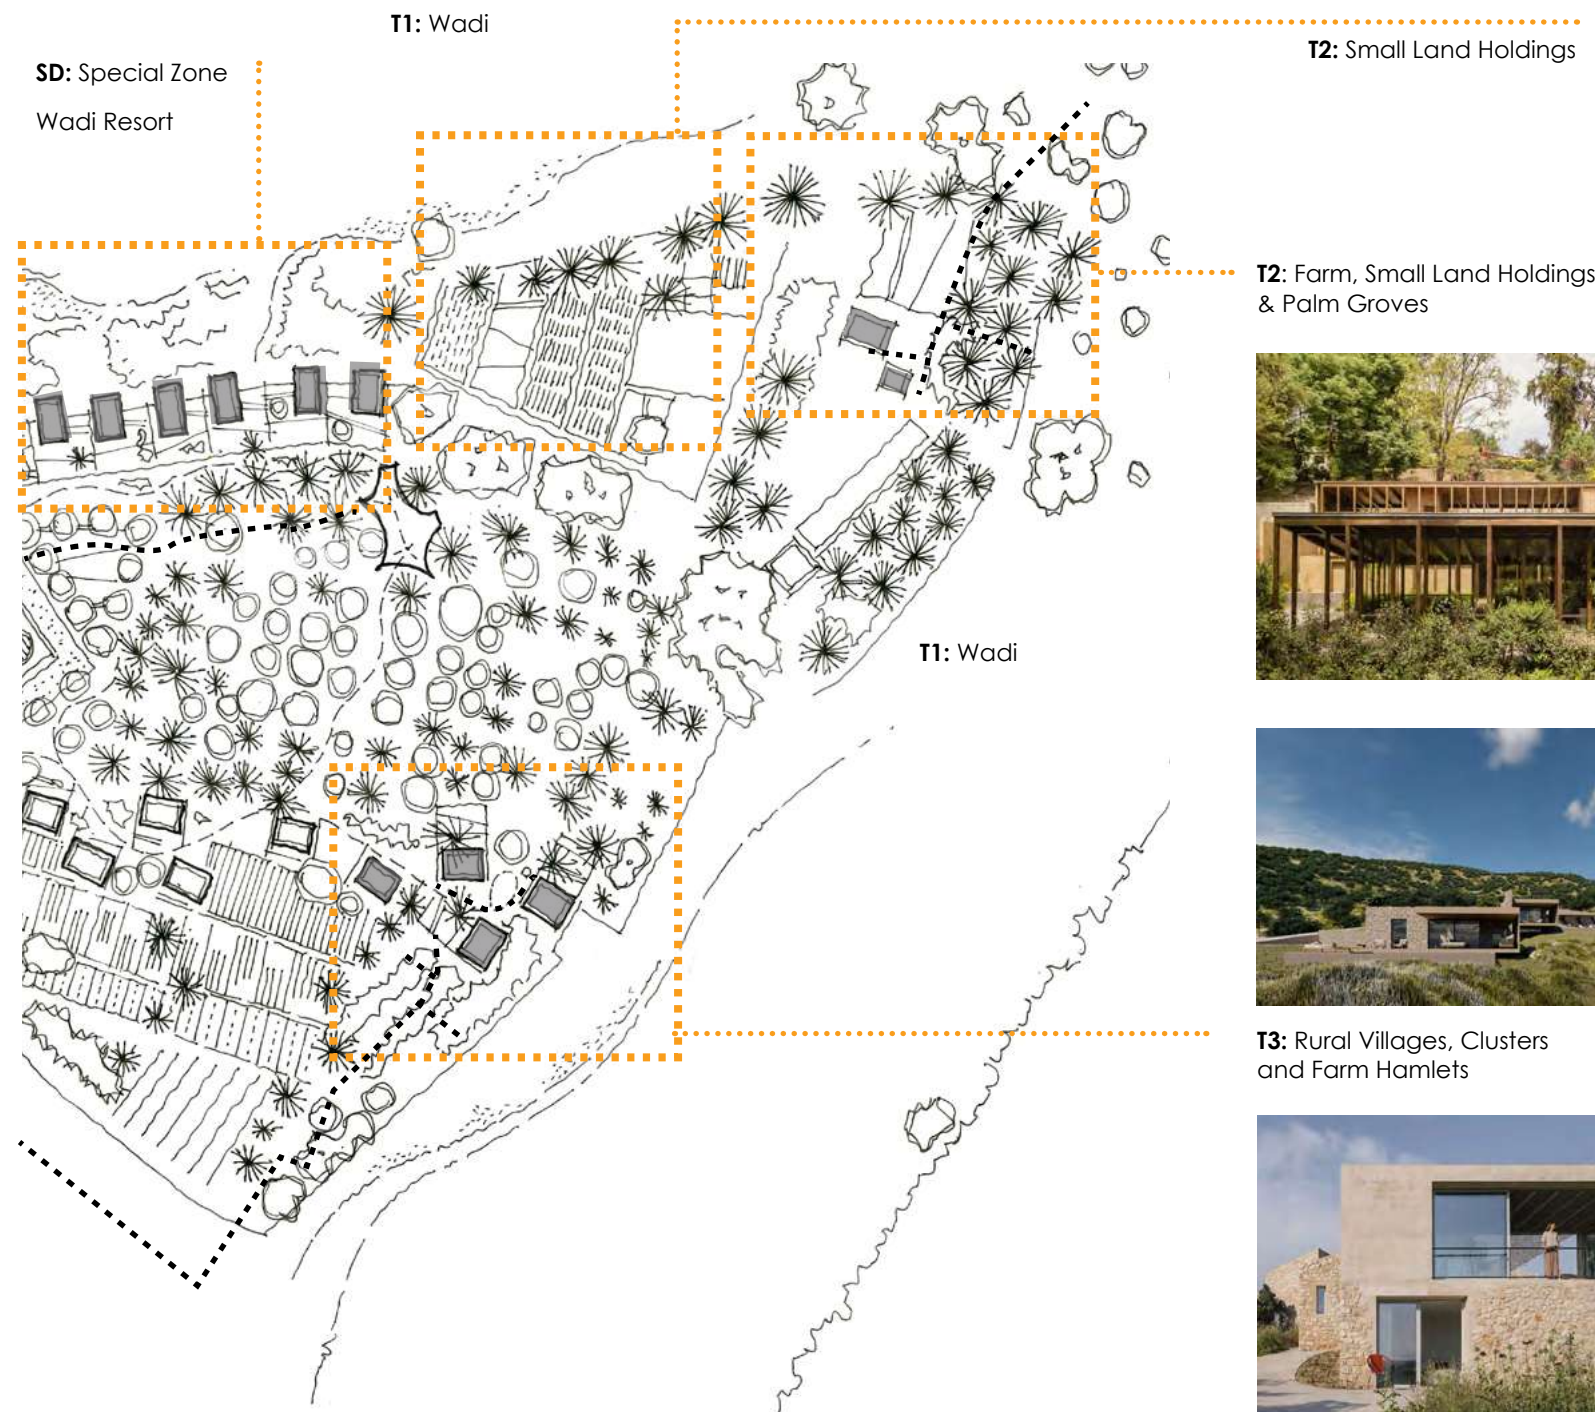 T1: Wadi
T2: Small Land Holdings
SD: Special Zone
Wadi Resort
T2: Farm, Small Land Holdings
& Palm Groves
T1: Wadi
T3: Rural Villages, Clusters
and Farm Hamlets